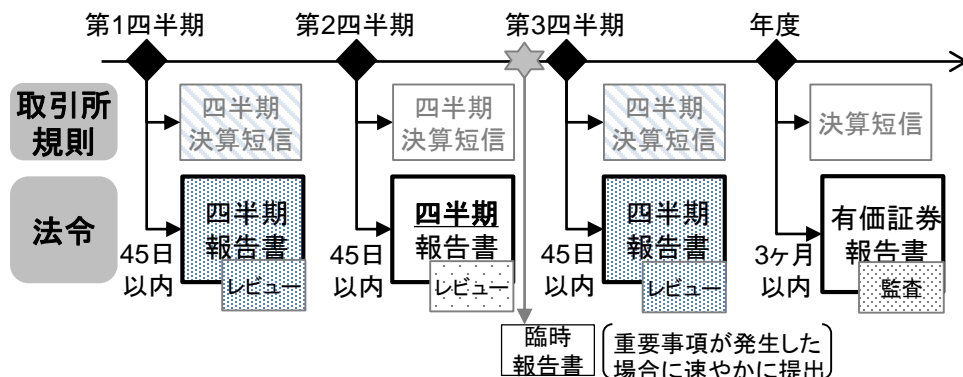 第1四半期
第2四半期
第3四半期
年度
取引所
規則
四半期
決算短信
四半期
決算短信
四半期
決算短信
決算短信
法令
45日
以内
四半期
報告書
レビュー
45日
以内
四半期
報告書
レビュー
45日
以内
四半期
報告書
レビュー
3ヶ月
以内
有価証券
報告書
監査
臨時
報告書
重要事項が発生した
場合に速やかに提出